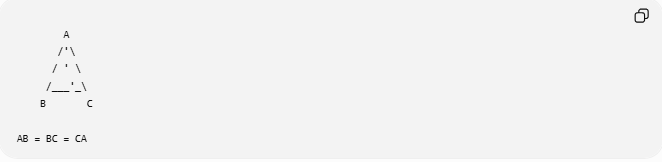 A
/'\
/ ' \
/___'_\
B C
AB = BC = CA